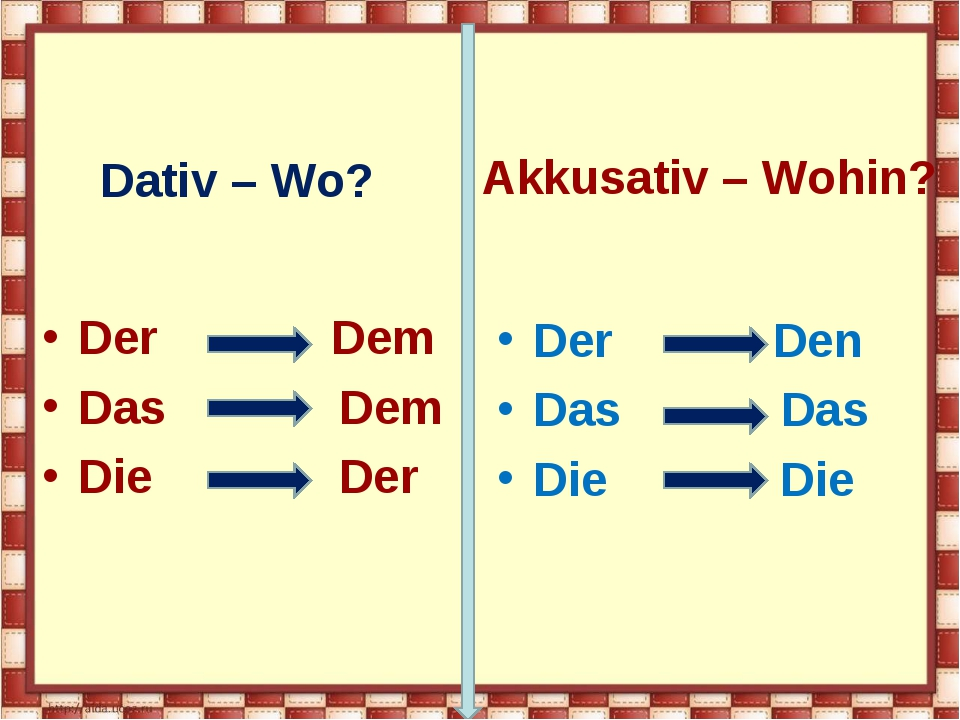 Dativ – Wo?
• Der Dem
• Das Dem
• Die Der
Akkusativ – Wohin?
• Der Den
• Das Das
• Die Die